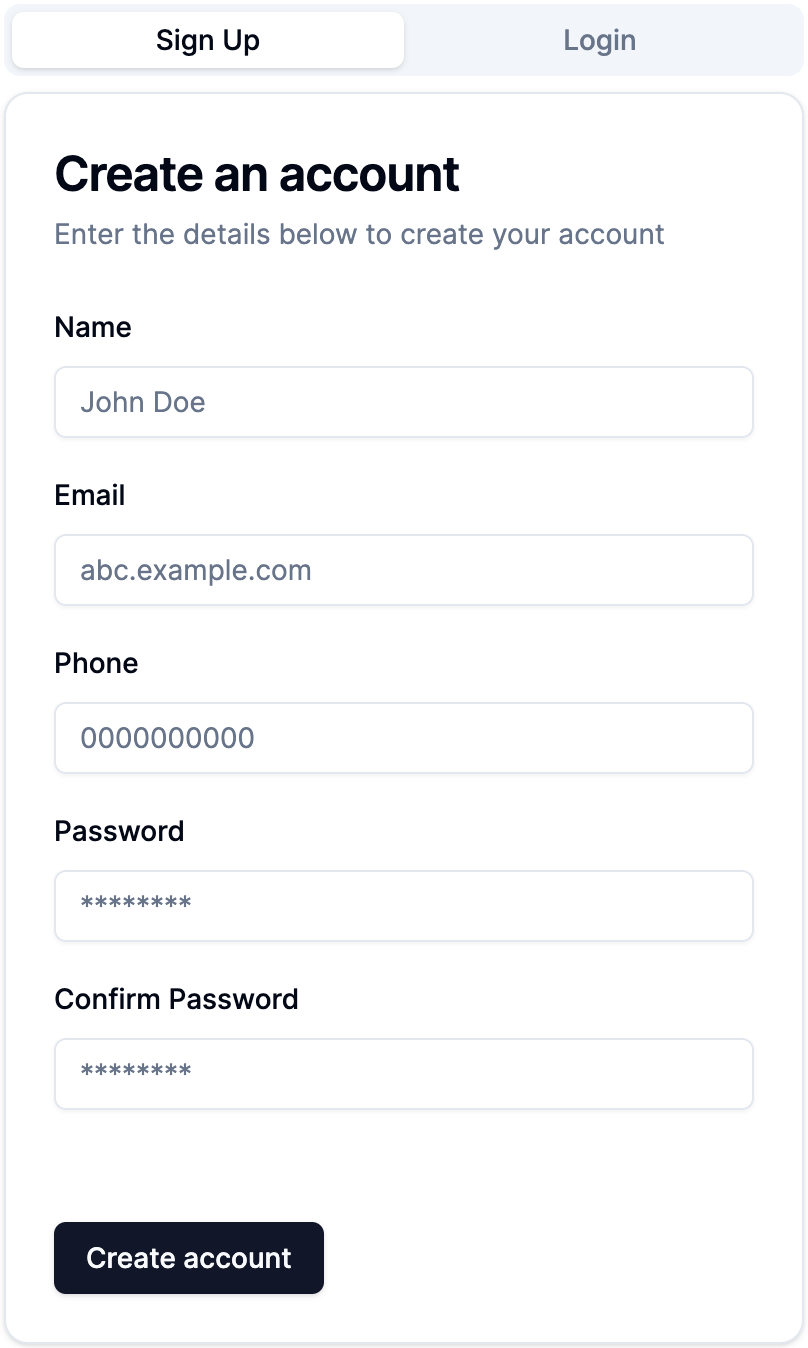 Sign Up
Login
Create an account
Enter the details below to create your account
Name
John Doe
Email
abc.example.com
Phone
0000000000
Password
********
Confirm Password
********
Create account